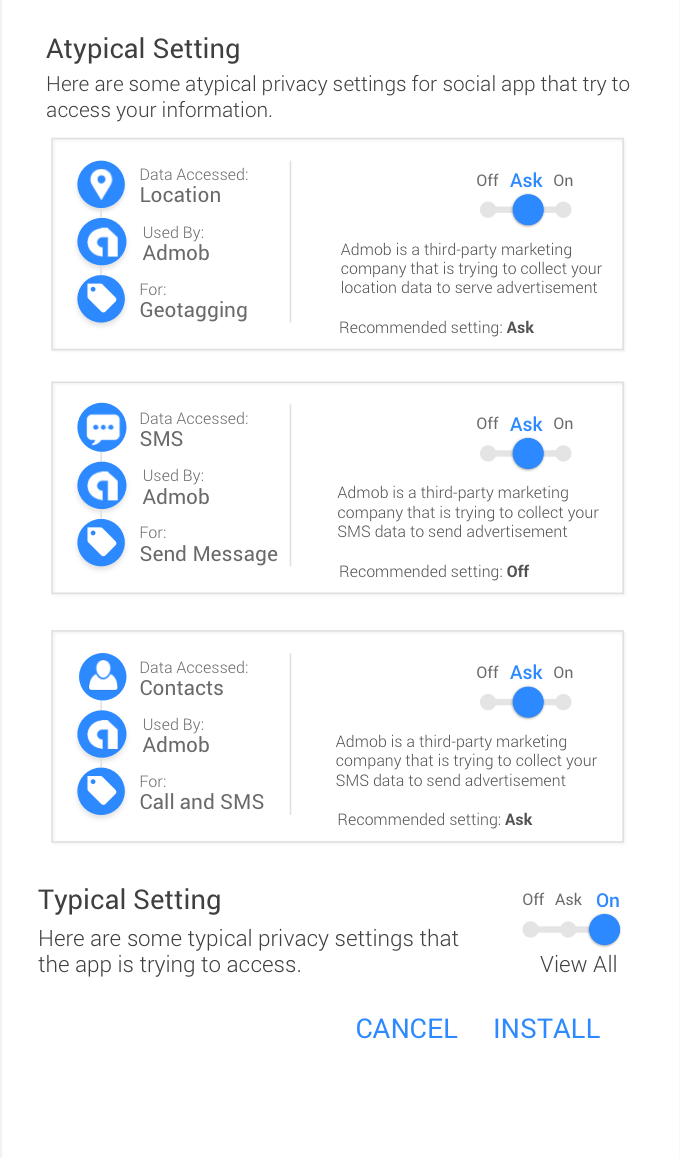 Atypical Setting
Here are some atypical privacy settings for social app that try to
access your information.
Data Accessed:
Location
Used By:
Admob
For:
Geotagging
Off Ask On
Admob is a third-party marketing
company that is trying to collect your
location data to serve advertisement
Recommended setting: Ask
Data Accessed:
SMS
Used By:
Admob
For:
Send Message
Off Ask On
Admob is a third-party marketing
company that is trying to collect your
SMS data to send advertisement
Recommended setting: Off
Data Accessed:
Contacts
Used By:
Admob
For:
Call and SMS
Off Ask On
Admob is a third-party marketing
company that is trying to collect your
SMS data to send advertisement
Recommended setting: Ask
Typical Setting
Here are some typical privacy settings that
the app is trying to access.
Off Ask On
View All
CANCEL INSTALL